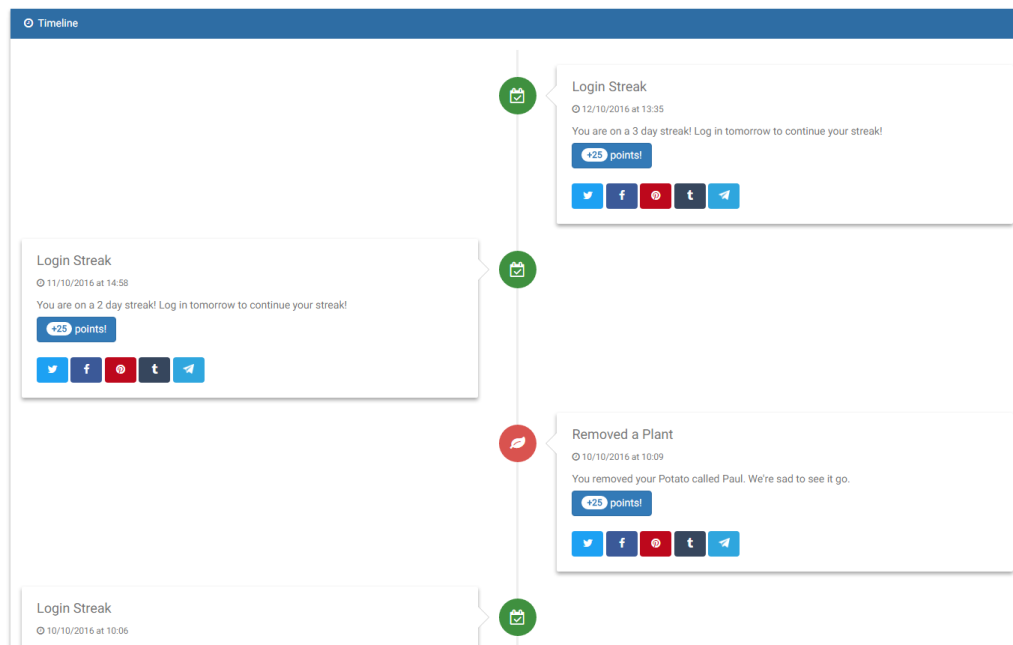 Timeline
Login Streak
12/10/2016 at 13:35
You are on a 3 day streak! Log in tomorrow to continue your streak!
+25 points!
Login Streak
11/10/2016 at 14:58
You are on a 2 day streak! Log in tomorrow to continue your streak!
+25 points!
Removed a Plant
10/10/2016 at 10:09
You removed your Potato called Paul. We're sad to see it go.
+25 points!
Login Streak
10/10/2016 at 10:06